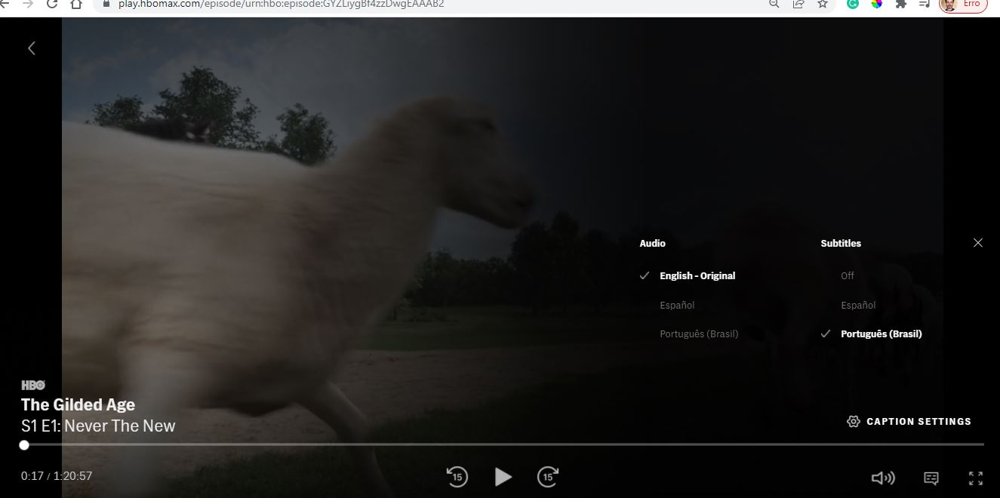 play.hbomax.com/episode/urn:hbo:episode:GYZLiygBf4zzDwgEAAAB2
Erro
Audio
Subtitles
English - Original
Off
Español
Español
Português (Brasil)
Português (Brasil)
HBO
The Gilded Age
S1 E1: Never The New
CAPTION SETTINGS
0:17 / 1:20:57
15
15